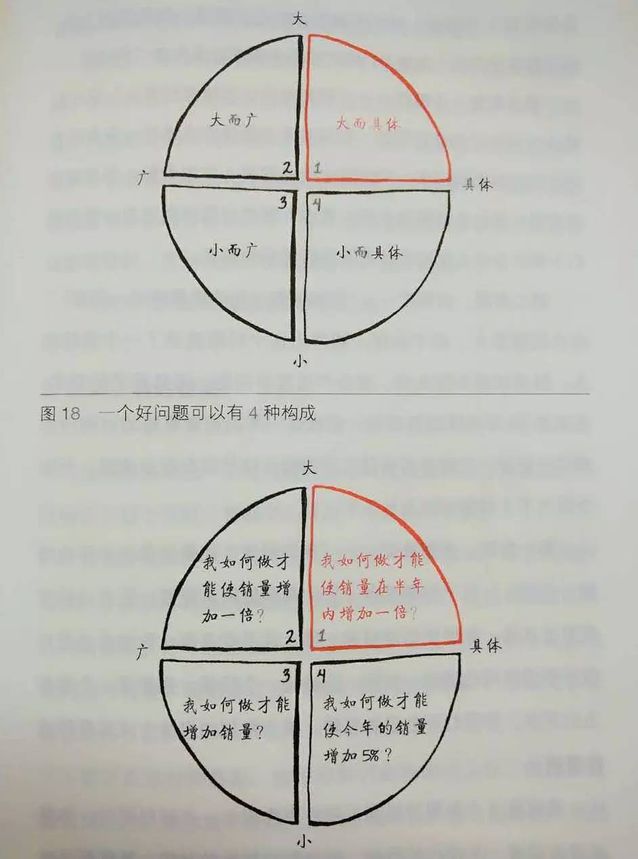 大
大而广
大而具体
2
1
广
具体
3
4
小而广
小而具体
小
图 18 一个好问题可以有 4 种构成
大
我如何做才
能使销量增
加一倍?
2
我如何做才能
使销量在半年
内增加一倍?
1
广
具体
3
我如何做才能
增加销量?
4
我如何做才能
使今年的销量
增加 5%?
小